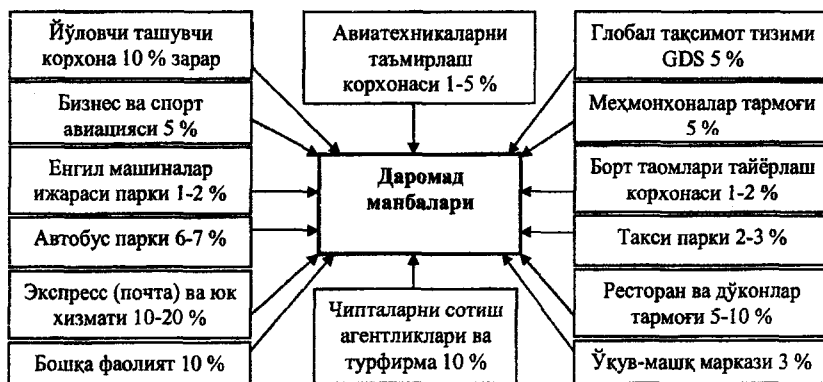 Йўловчи ташувчи
корхона 10 % зарар
Бизнес ва спорт
авиацияси 5 %
Енгил машиналар
ижараси парки 1-2 %
Автобус парки 6-7 %
Экспресс (почта) ва юк
хизмати 10-20 %
Бошқа фаолият 10 %
Авиатехникаларни
таъмирлаш
корхонаси 1-5 %
Даромад
манбалари
Чипталарни сотиш
агентликлари ва
турфирма 10 %
Глобал тақсимот тизими
GDS 5 %
Меҳмонхоналар тармоғи
5 %
Борт таомлари тайёрлаш
корхонаси 1-2 %
Такси парки 2-3 %
Ресторан ва дўконлар
тармоғи 5-10 %
Ўқув-машқ маркази 3 %